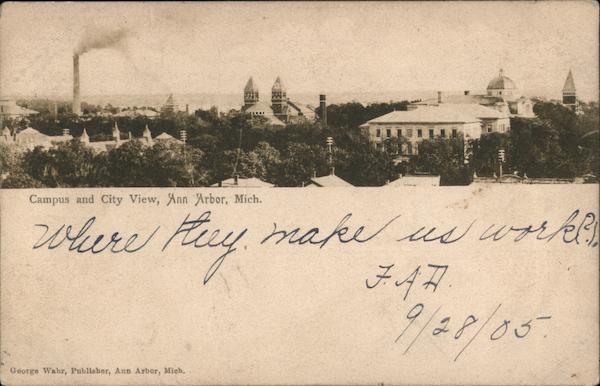 Campus and City View, Ann Arbor, Mich.
Where they make us work(?).
F.A.D.
9/28/05.
George Wahr, Publisher, Ann Arbor, Mich.